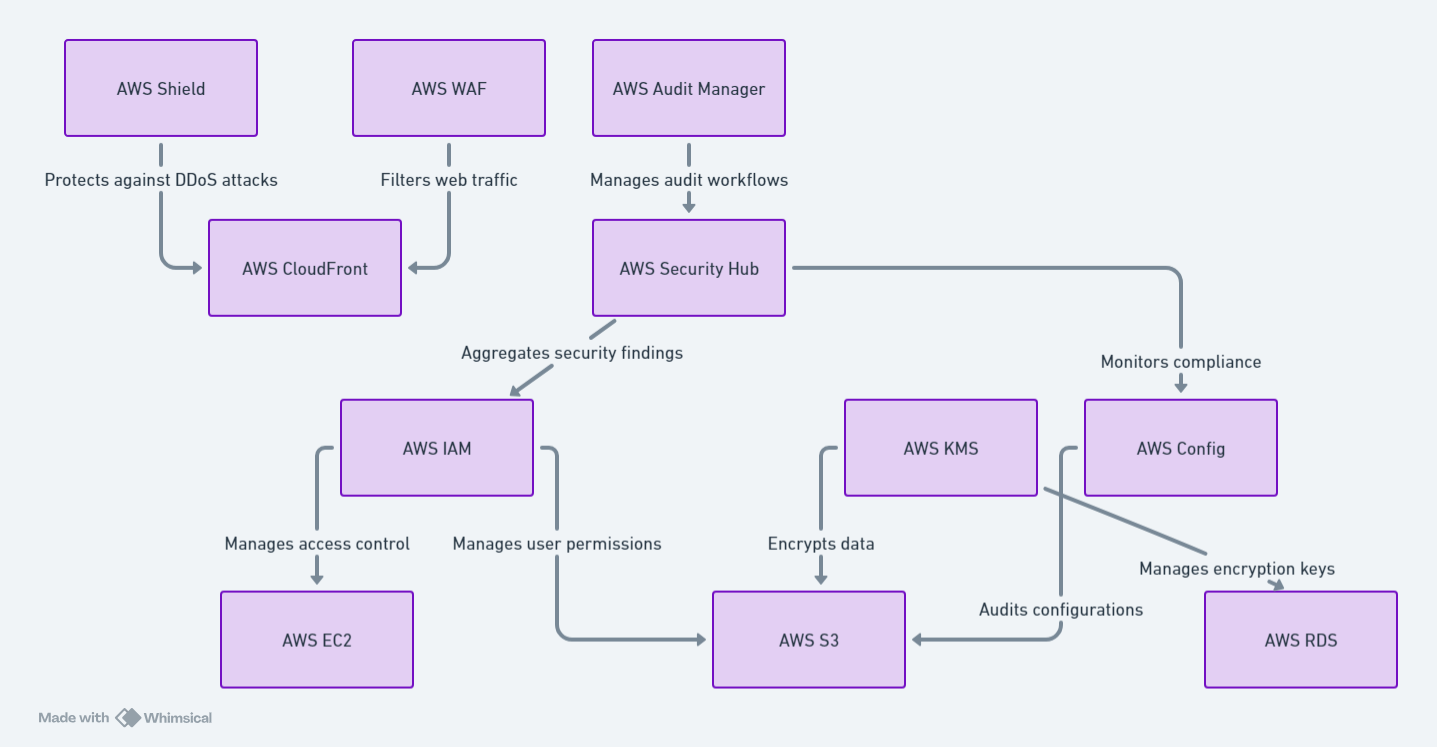 AWS Shield
AWS WAF
AWS Audit Manager
Protects against DDoS attacks
Filters web traffic
Manages audit workflows
AWS CloudFront
AWS Security Hub
Aggregates security findings
Monitors compliance
AWS IAM
AWS KMS
AWS Config
Manages access control
Manages user permissions
Encrypts data
Manages encryption keys
Audits configurations
AWS EC2
AWS S3
AWS RDS
Made with Whimsical